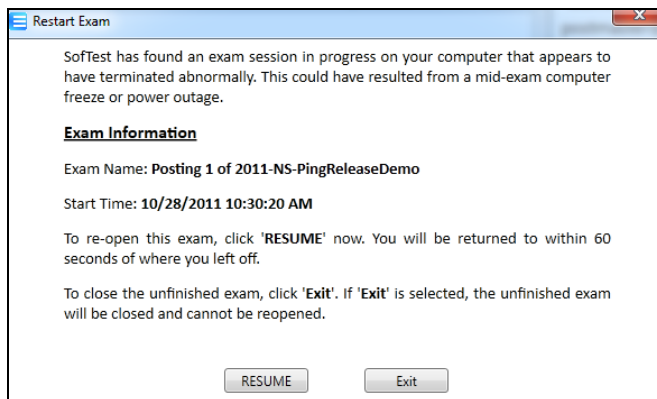 Restart Exam
SofTest has found an exam session in progress on your computer that appears to
have terminated abnormally. This could have resulted from a mid-exam computer
freeze or power outage.
Exam Information
Exam Name: Posting 1 of 2011-NS-PingReleaseDemo
Start Time: 10/28/2011 10:30:20 AM
To re-open this exam, click 'RESUME' now. You will be returned to within 60
seconds of where you left off.
To close the unfinished exam, click 'Exit'. If 'Exit' is selected, the unfinished exam
will be closed and cannot be reopened.
RESUME Exit